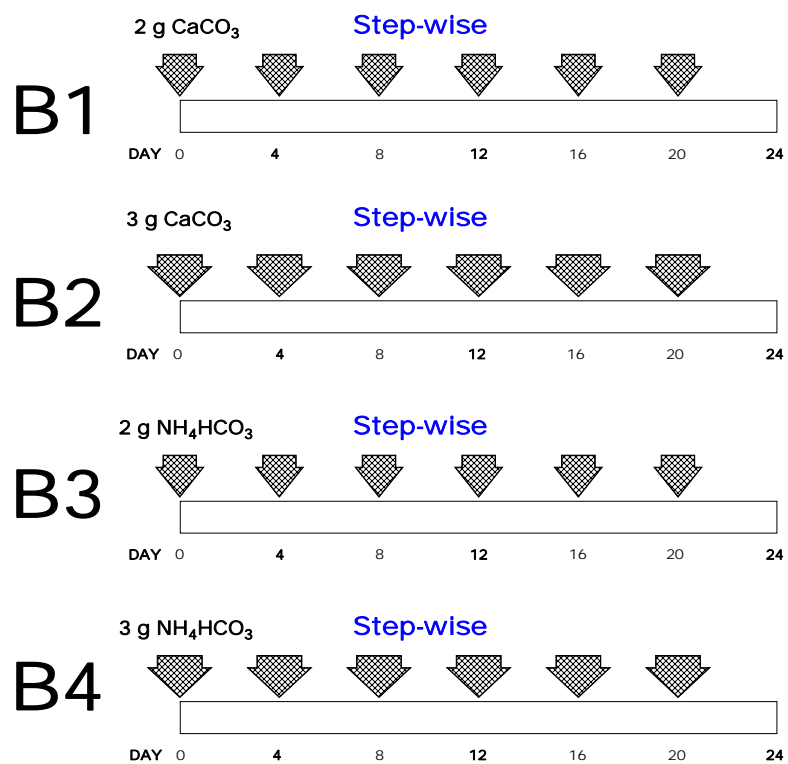 2 g CaCO₃ Step-wise
B1
DAY 0 4 8 12 16 20 24
3 g CaCO₃ Step-wise
B2
DAY 0 4 8 12 16 20 24
2 g NH₄HCO₃ Step-wise
B3
DAY 0 4 8 12 16 20 24
3 g NH₄HCO₃ Step-wise
B4
DAY 0 4 8 12 16 20 24